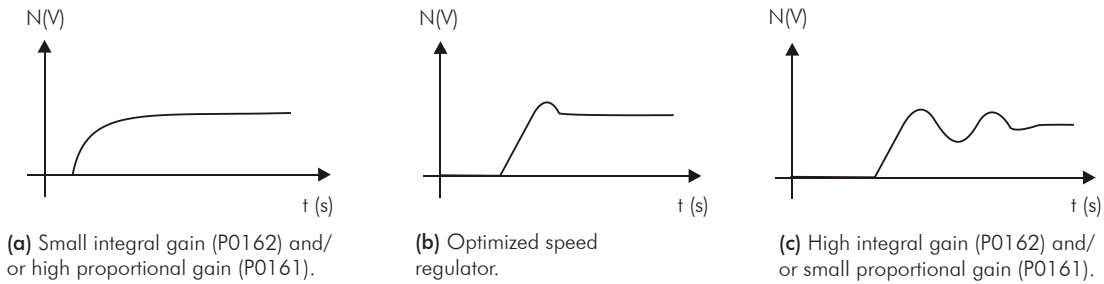 N(V)
N(V)
N(V)
t (s)
t (s)
t (s)
(a) Small integral gain (P0162) and/
or high proportional gain (P0161).
(b) Optimized speed
regulator.
(c) High integral gain (P0162) and/
or small proportional gain (P0161).